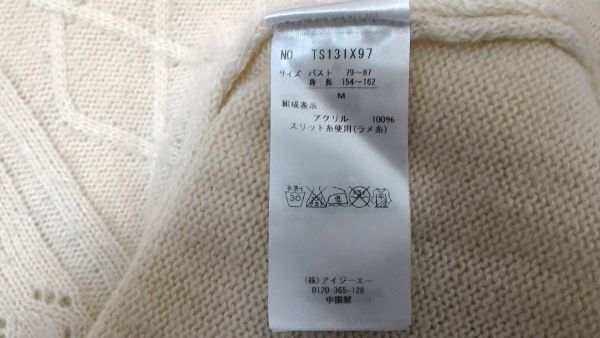 NO. TS131X97
サイズ バスト 79～87
身長 154～162
M
組成表示
アクリル 100%
スリット糸使用(ラメ糸)
30
(株)アイジーエー
0120-365-128
中国製